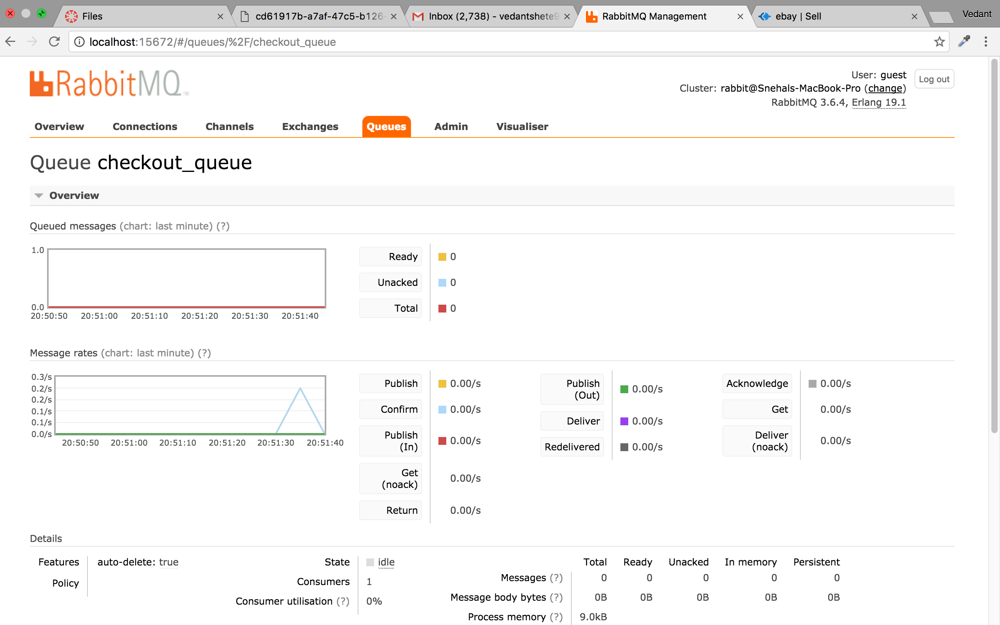 Files
cd61917b-a7af-47c5-b126-
Inbox (2,738) - vedantshete9
RabbitMQ Management
ebay | Sell
Vedant
localhost:15672/#/queues/%2F/checkout_queue
RabbitMQ™
User: guest
Log out
Cluster: rabbit@Snehals-MacBook-Pro (change)
RabbitMQ 3.6.4, Erlang 19.1
Overview Connections Channels Exchanges Queues Admin Visualiser
Queue checkout_queue
Overview
Queued messages (chart: last minute) (?)
1.0
0.0
20:50:50 20:51:00 20:51:10 20:51:20 20:51:30 20:51:40
Ready 0
Unacked 0
Total 0
Message rates (chart: last minute) (?)
0.3/s
0.2/s
0.2/s
0.1/s
0.1/s
0.0/s
20:50:50 20:51:00 20:51:10 20:51:20 20:51:30 20:51:40
Publish 0.00/s
Confirm 0.00/s
Publish
(In) 0.00/s
Get
(noack) 0.00/s
Return 0.00/s
Publish
(Out) 0.00/s
Deliver 0.00/s
Redelivered 0.00/s
Acknowledge 0.00/s
Get 0.00/s
Deliver
(noack) 0.00/s
Details
Features auto-delete: true
Policy
State idle
Consumers 1
Consumer utilisation (?) 0%
Total Ready Unacked In memory Persistent
Messages (?) 0 0 0 0 0
Message body bytes (?) 0B 0B 0B 0B 0B
Process memory (?) 9.0kB